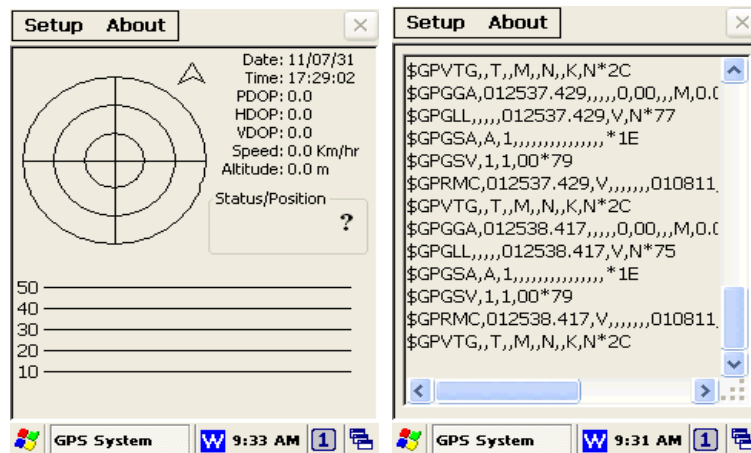 Setup About
Date: 11/07/31
Time: 17:29:02
PDOP: 0.0
HDOP: 0.0
VDOP: 0.0
Speed: 0.0 Km/hr
Altitude: 0.0 m
Status/Position
?
50
40
30
20
10
GPS System W 9:33 AM 1
Setup About
$GPVTG,,T,,M,,N,,K,N*2C
$GPGGA,012537.429,,,,,0,00,,,M,0.0
$GPGLL,,,,,012537.429,V,N*77
$GPGSA,A,1,,,,,,,,,,,,,,,*1E
$GPGSV,1,1,00*79
$GPRMC,012537.429,V,,,,,,,010811,
$GPVTG,,T,,M,,N,,K,N*2C
$GPGGA,012538.417,,,,,0,00,,,M,0.0
$GPGLL,,,,,012538.417,V,N*75
$GPGSA,A,1,,,,,,,,,,,,,,,*1E
$GPGSV,1,1,00*79
$GPRMC,012538.417,V,,,,,,,010811,
$GPVTG,,T,,M,,N,,K,N*2C
GPS System W 9:31 AM 1